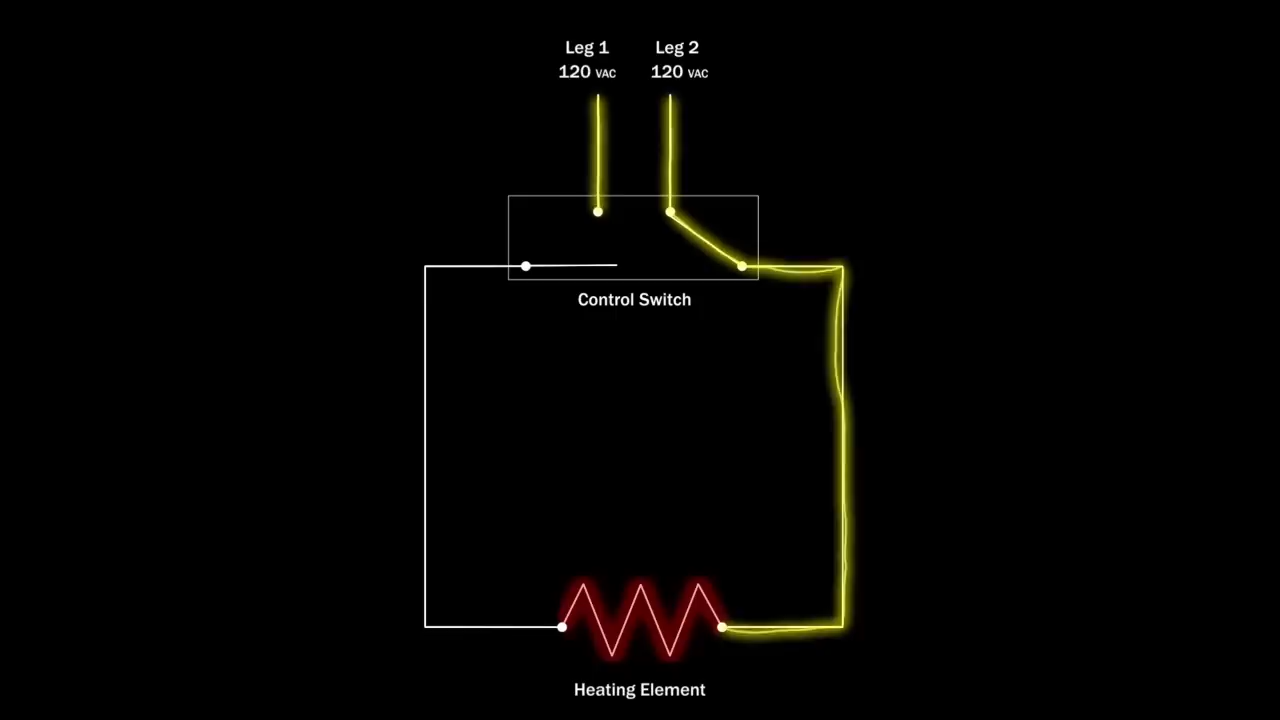 Leg 1
120 VAC
Leg 2
120 VAC
Control Switch
Heating Element